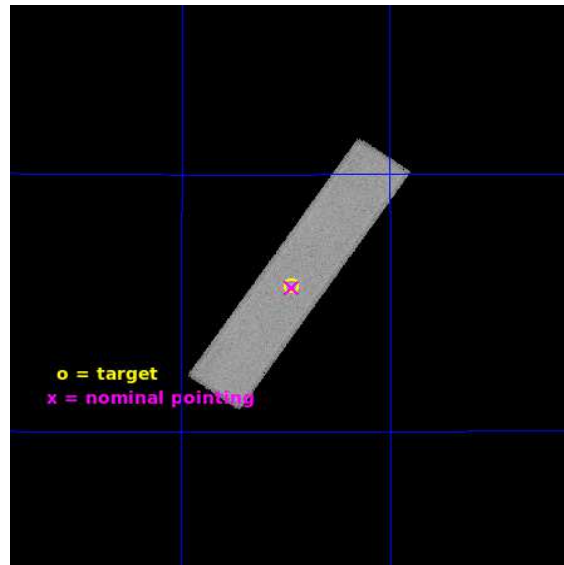 o = target
x = nominal pointing